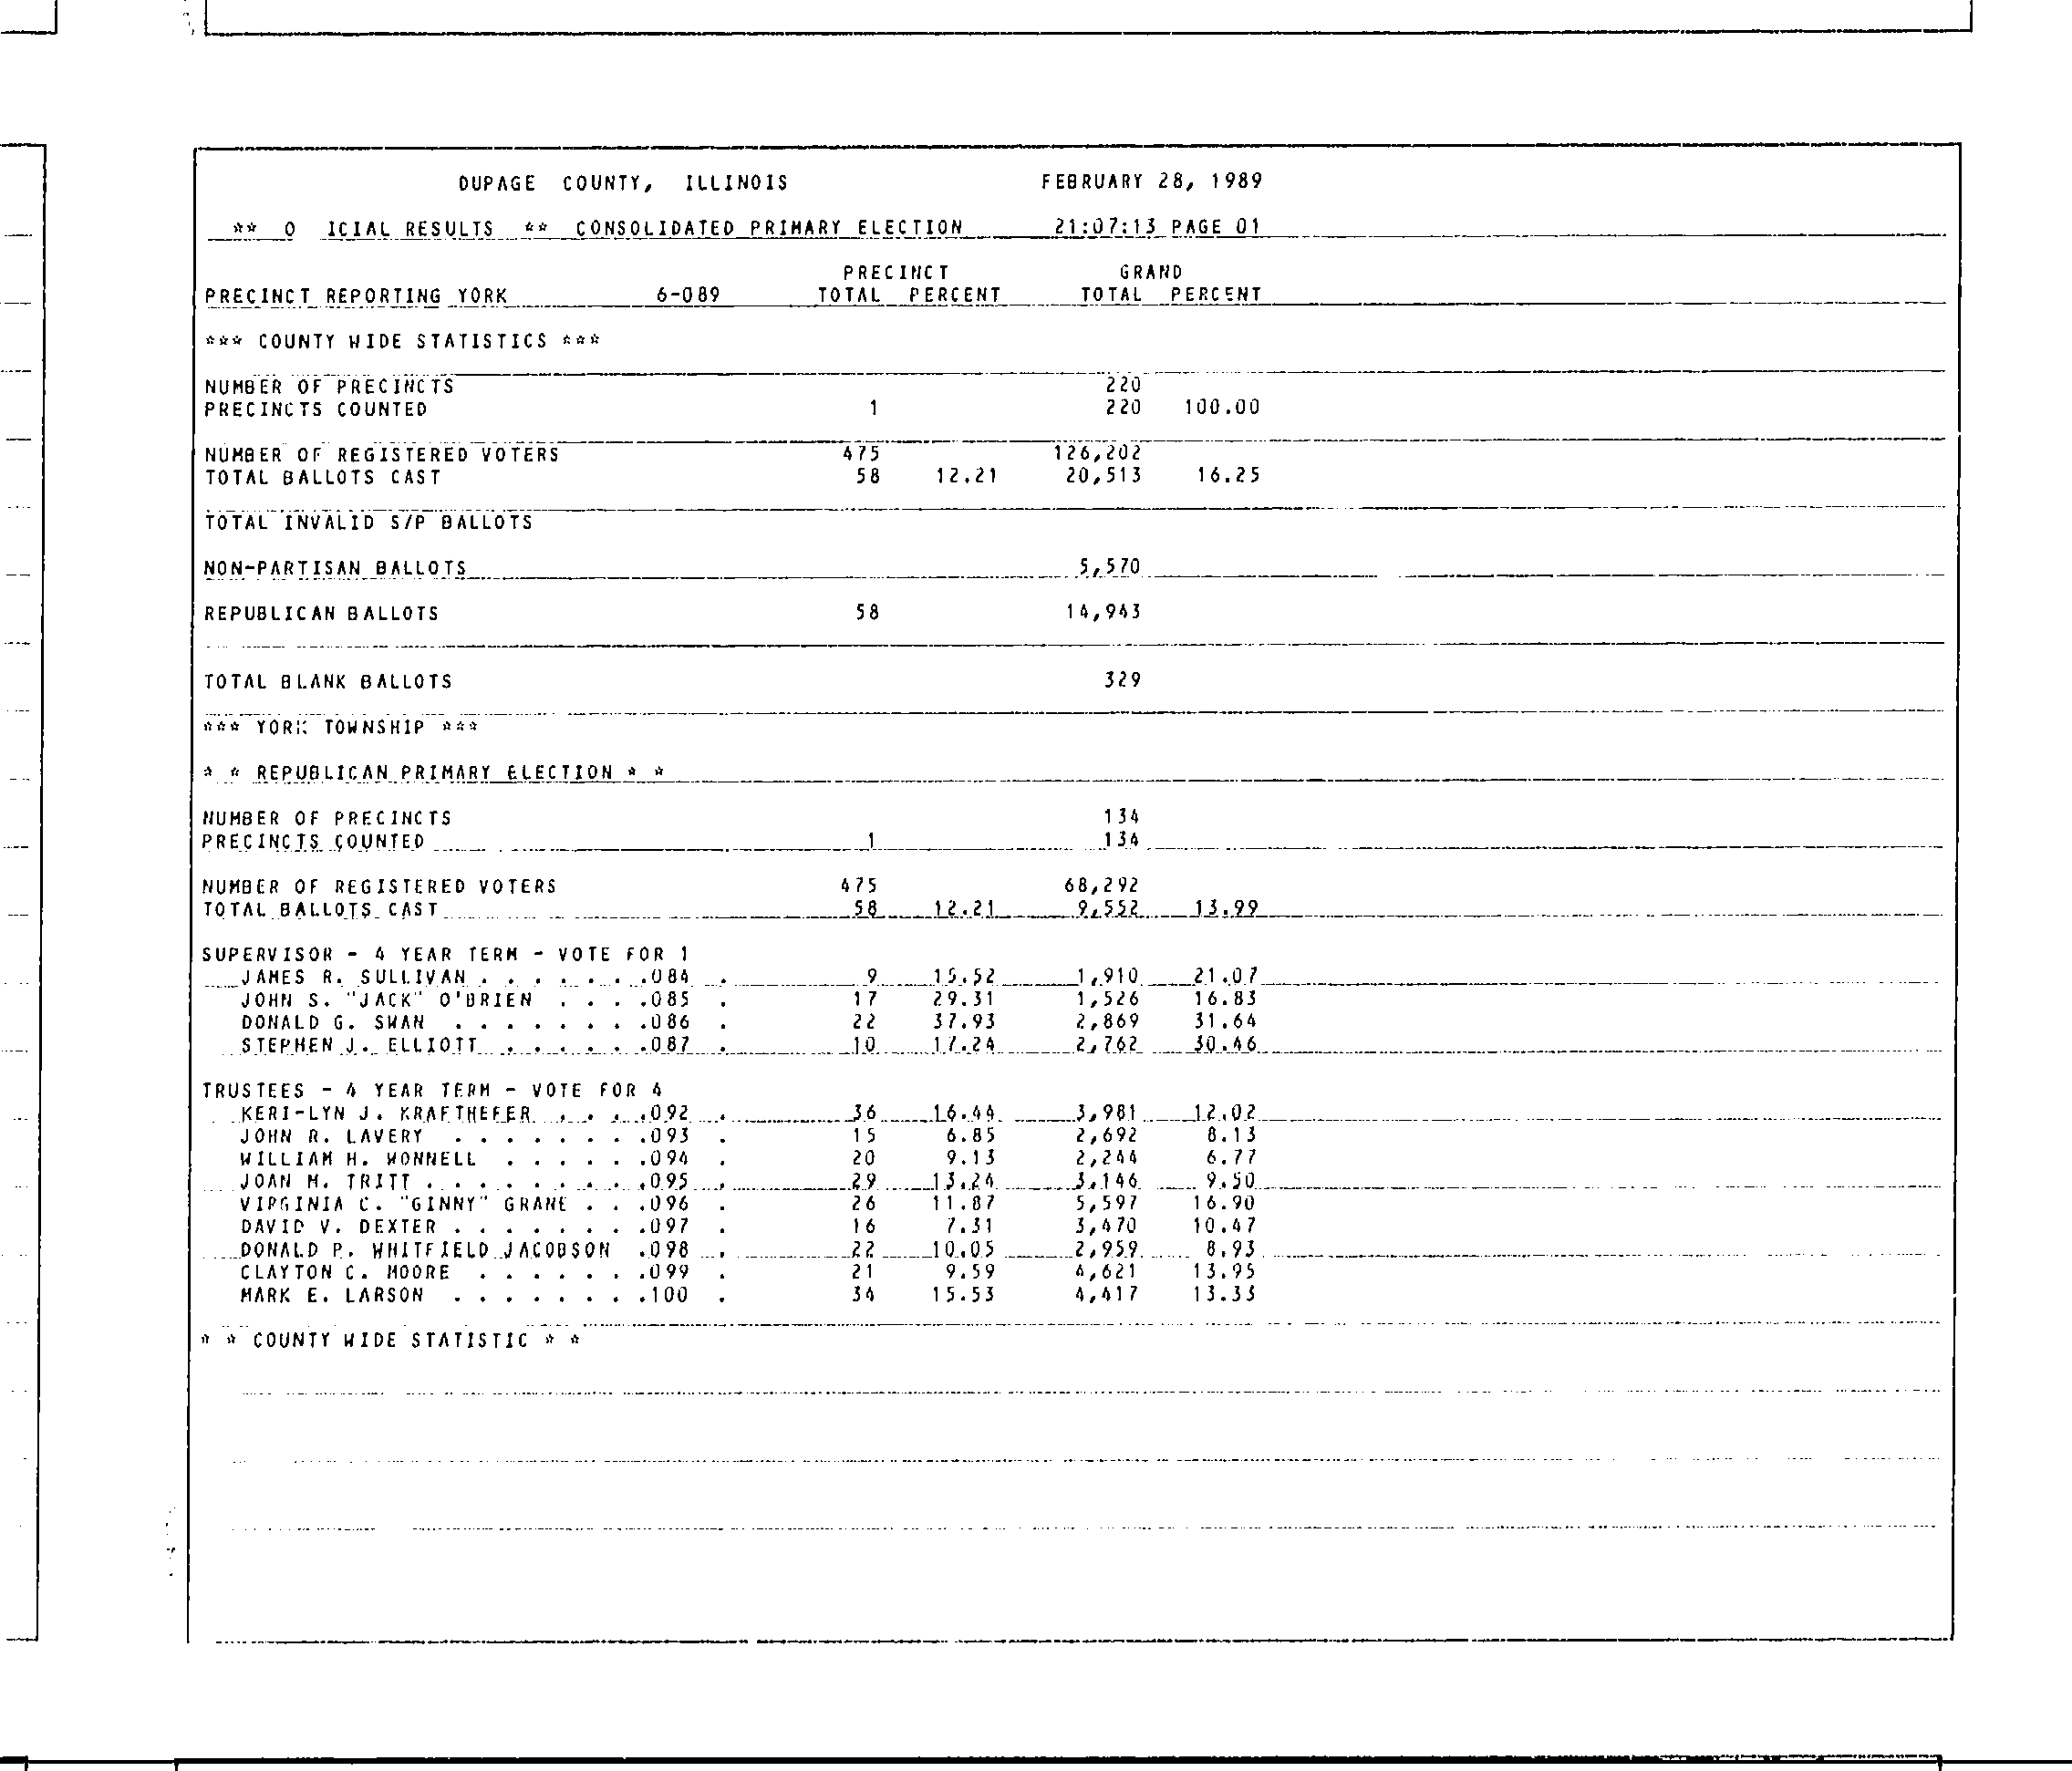 DUPAGE COUNTY, ILLINOIS FEBRUARY 28, 1989
** O ICIAL RESULTS ** CONSOLIDATED PRIMARY ELECTION 21:07:13 PAGE 01
PRECINCT GRAND
PRECINCT REPORTING YORK 6-089 TOTAL PERCENT TOTAL PERCENT
*** COUNTY WIDE STATISTICS ***
NUMBER OF PRECINCTS 220
PRECINCTS COUNTED 1 220 100.00
NUMBER OF REGISTERED VOTERS 475 126,202
TOTAL BALLOTS CAST 58 12.21 20,513 16.25
TOTAL INVALID S/P BALLOTS
NON-PARTISAN BALLOTS 5,570
REPUBLICAN BALLOTS 58 14,943
TOTAL BLANK BALLOTS 329
*** YORK TOWNSHIP ***
* * REPUBLICAN PRIMARY ELECTION * *
NUMBER OF PRECINCTS 134
PRECINCTS COUNTED 1 134
NUMBER OF REGISTERED VOTERS 475 68,292
TOTAL BALLOTS CAST 58 12.21 9,552 13.99
SUPERVISOR - 4 YEAR TERM - VOTE FOR 1
JAMES R. SULLIVAN . . . . . . .084 . 9 15.52 1,910 21.07
JOHN S. "JACK" O'BRIEN . . . .085 . 17 29.31 1,526 16.83
DONALD G. SWAN . . . . . . . .086 . 22 37.93 2,869 31.64
STEPHEN J. ELLIOTT . . . . . .087 . 10 17.24 2,762 30.46
TRUSTEES - 4 YEAR TERM - VOTE FOR 4
KERI-LYN J. KRAFTHEFER . . . .092 . 36 16.44 3,981 12.02
JOHN R. LAVERY . . . . . . . .093 . 15 6.85 2,692 8.13
WILLIAM H. WONNELL . . . . . .094 . 20 9.13 2,244 6.77
JOAN M. TRITT . . . . . . . . .095 . 29 13.24 3,146 9.50
VIRGINIA C. "GINNY" GRANE . . .096 . 26 11.87 5,597 16.90
DAVID V. DEXTER . . . . . . . .097 . 16 7.31 3,470 10.47
DONALD P. WHITFIELD JACOBSON .098 . 22 10.05 2,959 8.93
CLAYTON C. MOORE . . . . . . .099 . 21 9.59 4,621 13.95
MARK E. LARSON . . . . . . . .100 . 34 15.53 4,417 13.33
* * COUNTY WIDE STATISTIC * *